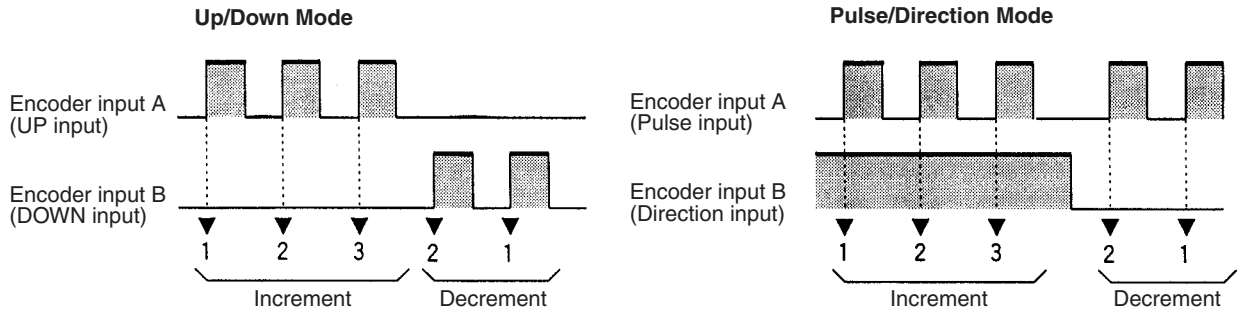 Up/Down Mode
Encoder input A
(UP input)
Encoder input B
(DOWN input)
1 2 3 2 1
Increment Decrement
Pulse/Direction Mode
Encoder input A
(Pulse input)
Encoder input B
(Direction input)
1 2 3 2 1
Increment Decrement